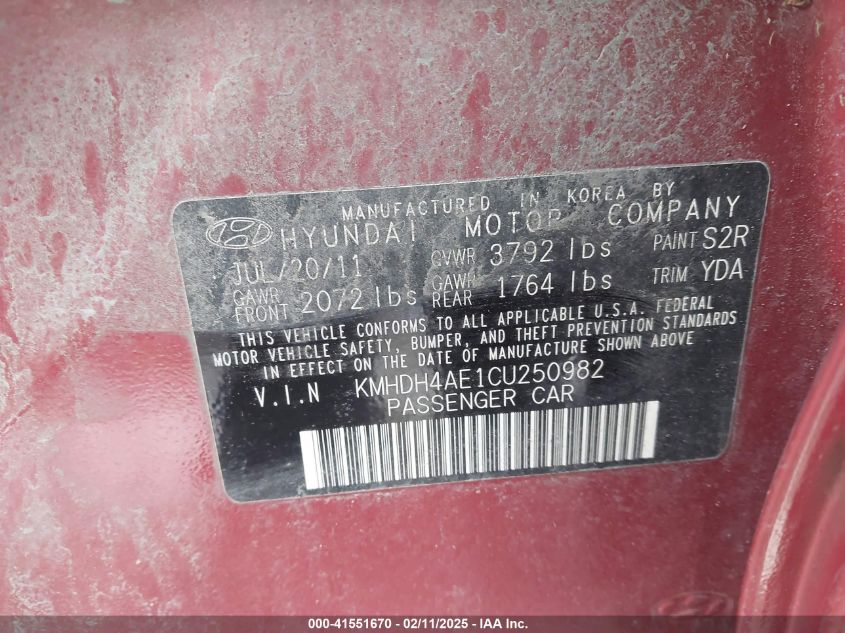 MANUFACTURED IN KOREA BY
HYUNDAI MOTOR COMPANY
JUL/20/11 GVWR 3792 lbs PAINT S2R
GAWR FRONT 2072 lbs GAWR REAR 1764 lbs TRIM YDA
THIS VEHICLE CONFORMS TO ALL APPLICABLE U.S.A. FEDERAL
MOTOR VEHICLE SAFETY, BUMPER, AND THEFT PREVENTION STANDARDS
IN EFFECT ON THE DATE OF MANUFACTURE SHOWN ABOVE
V.I.N KMHDH4AE1CU250982
PASSENGER CAR
000-41551670 - 02/11/2025 - IAA Inc.